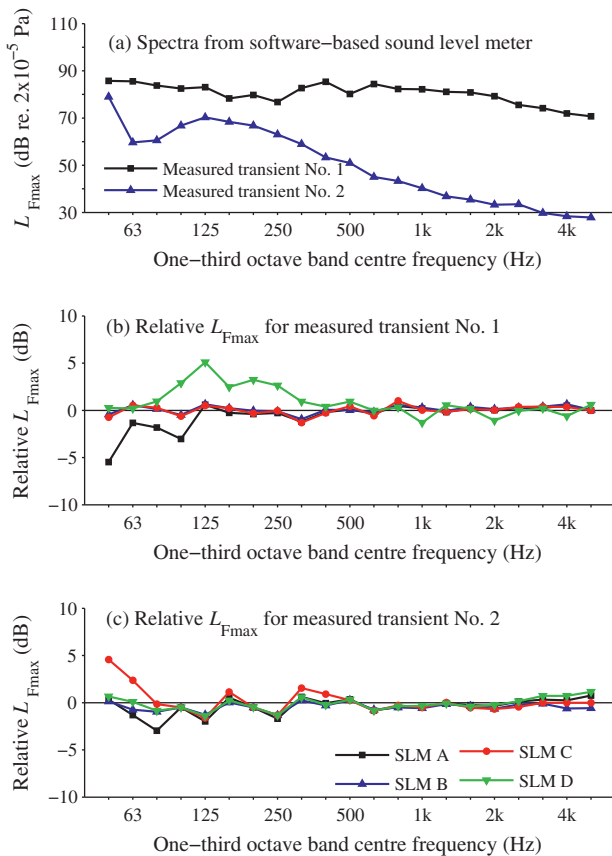 110
(a) Spectra from software−based sound level meter
90
70
50
30
L Fmax (dB re. 2x10⁻⁵ Pa)
Measured transient No. 1
Measured transient No. 2
63 125 250 500 1k 2k 4k
One−third octave band centre frequency (Hz)
10
(b) Relative L Fmax for measured transient No. 1
5
0
−5
−10
Relative L Fmax (dB)
63 125 250 500 1k 2k 4k
One−third octave band centre frequency (Hz)
10
(c) Relative L Fmax for measured transient No. 2
5
0
−5
−10
Relative L Fmax (dB)
SLM A SLM C
SLM B SLM D
63 125 250 500 1k 2k 4k
One−third octave band centre frequency (Hz)